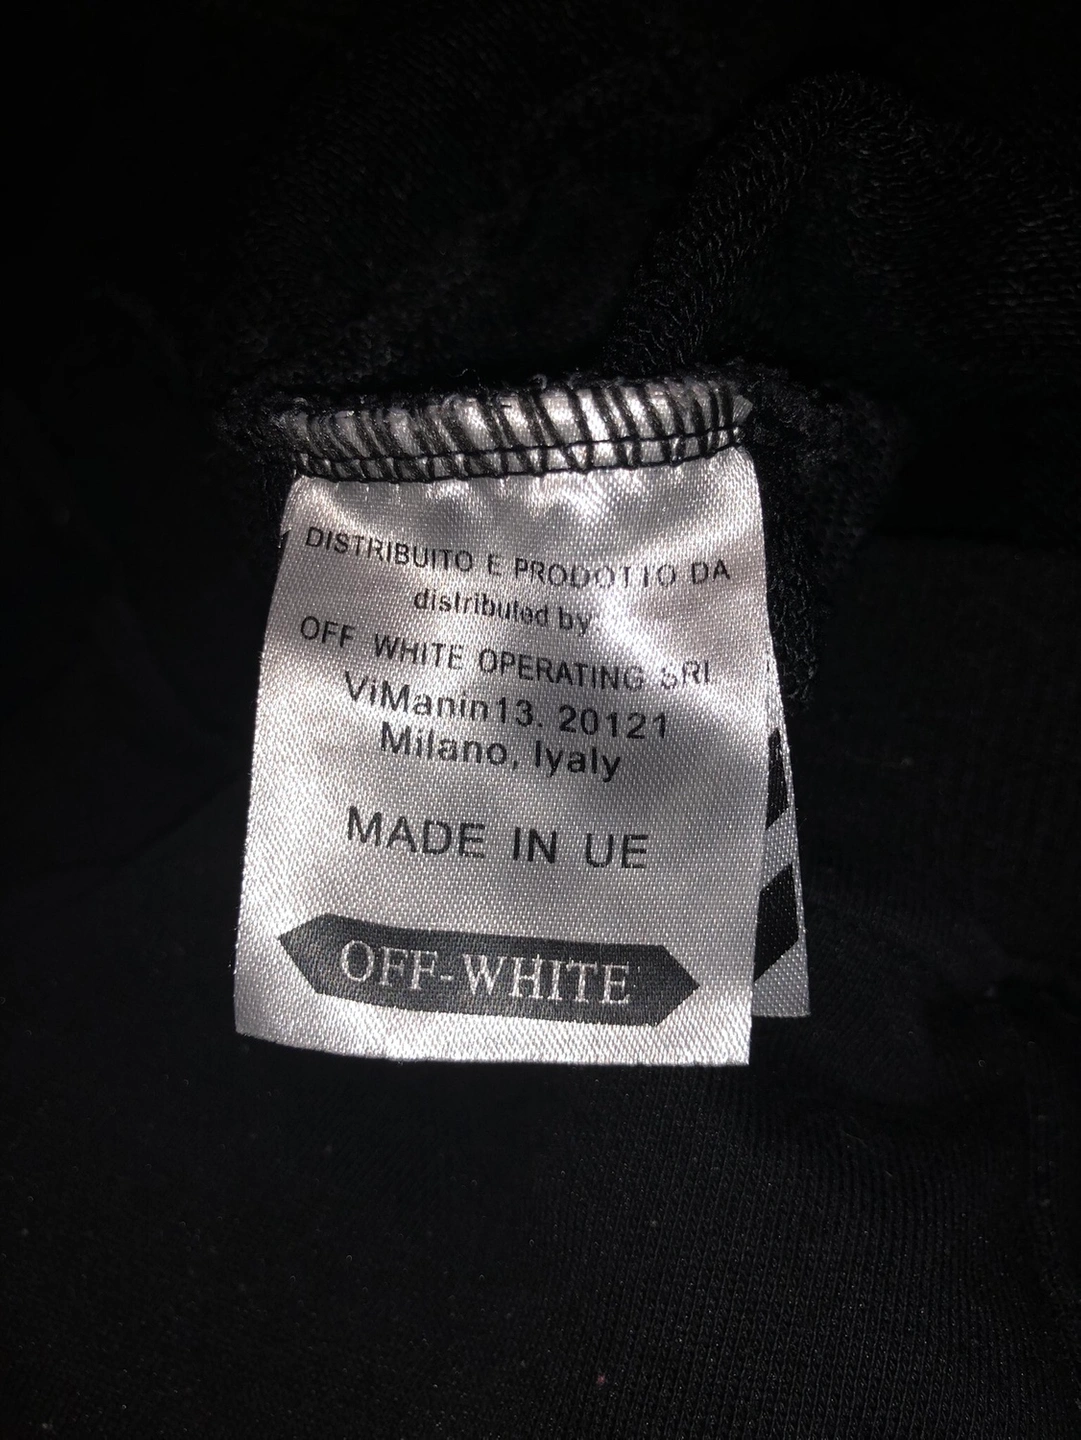 DISTRIBUITO E PRODOTTO DA
distributed by
OFF WHITE OPERATING SRL
ViManin13. 20121
Milano, Iyaly
MADE IN UE
OFF-WHITE